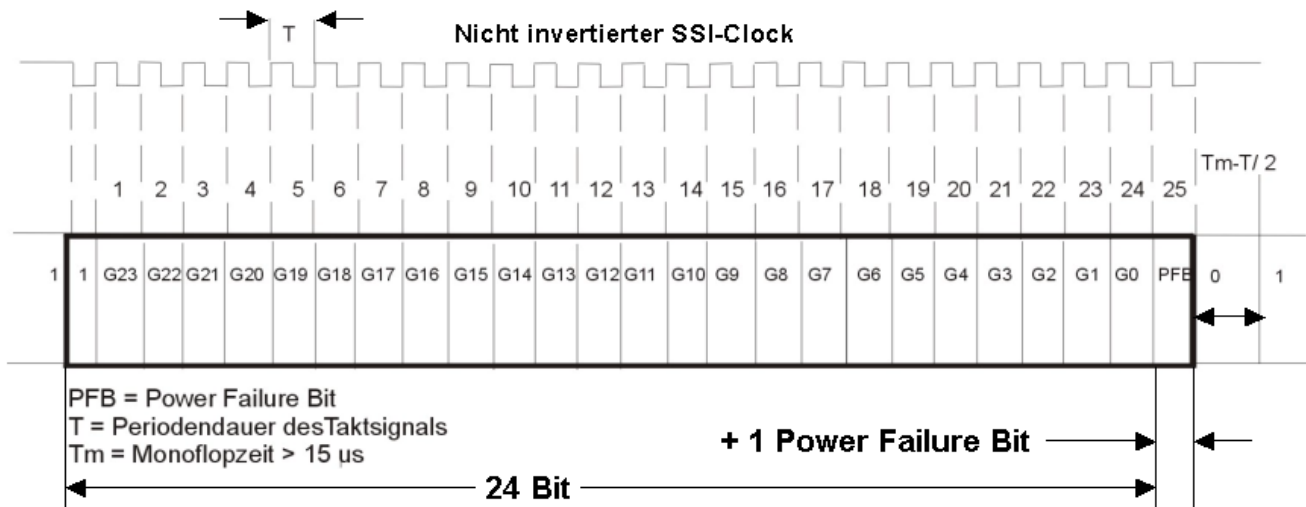 T Nicht invertierter SSI-Clock
Tm-T/ 2
1 2 3 4 5 6 7 8 9 10 11 12 13 14 15 16 17 18 19 20 21 22 23 24 25
1 1 G23 G22 G21 G20 G19 G18 G17 G16 G15 G14 G13 G12 G11 G10 G9 G8 G7 G6 G5 G4 G3 G2 G1 G0 PFB 0 1
PFB = Power Failure Bit
T = Periodendauer desTaktsignals
Tm = Monoflopzeit > 15 µs
+ 1 Power Failure Bit
24 Bit